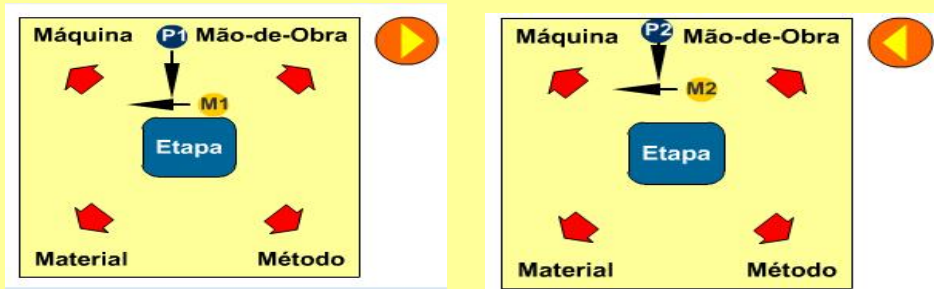 Máquina P1 Mão-de-Obra
M1
Etapa
Material Método
Máquina P2 Mão-de-Obra
M2
Etapa
Material Método